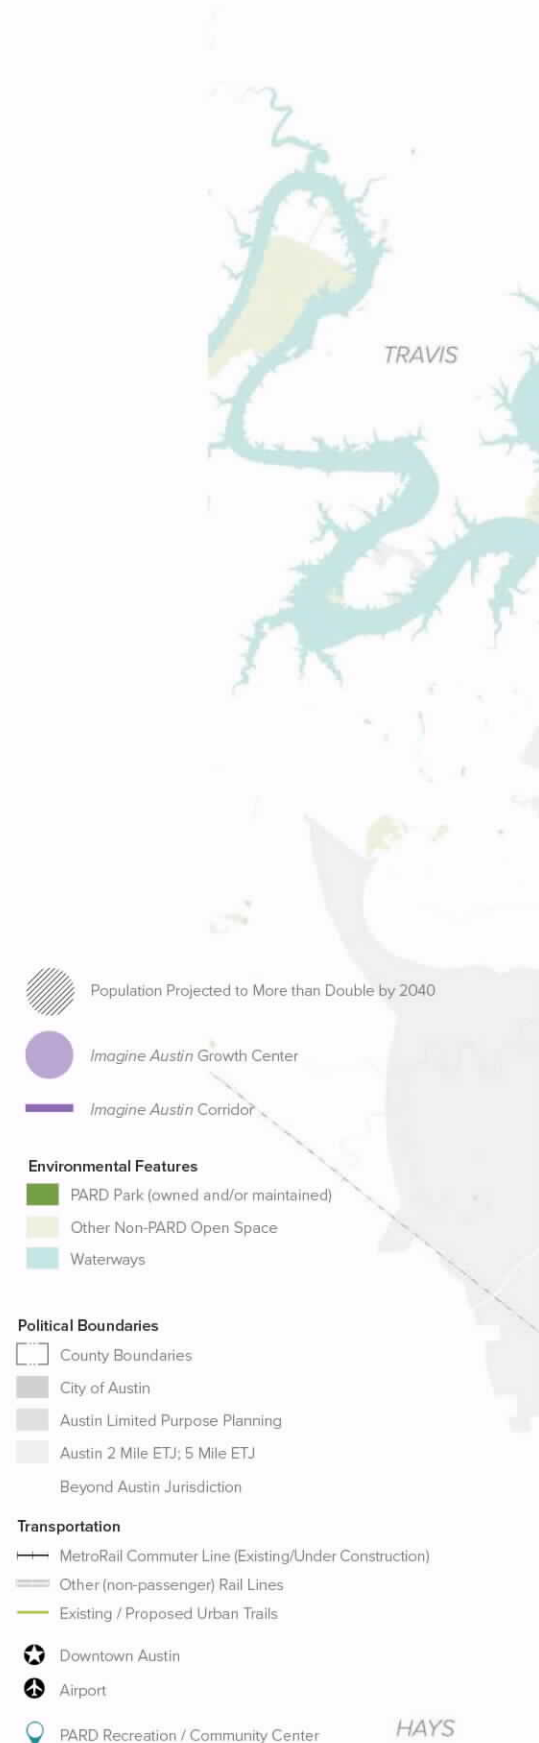 TRAVIS
Population Projected to More than Double by 2040
Imagine Austin Growth Center
Imagine Austin Corridor
Environmental Features
PARD Park (owned and/or maintained)
Other Non-PARD Open Space
Waterways
Political Boundaries
County Boundaries
City of Austin
Austin Limited Purpose Planning
Austin 2 Mile ETJ; 5 Mile ETJ
Beyond Austin Jurisdiction
Transportation
MetroRail Commuter Line (Existing/Under Construction)
Other (non-passenger) Rail Lines
Existing / Proposed Urban Trails
Downtown Austin
Airport
PARD Recreation / Community Center
HAYS